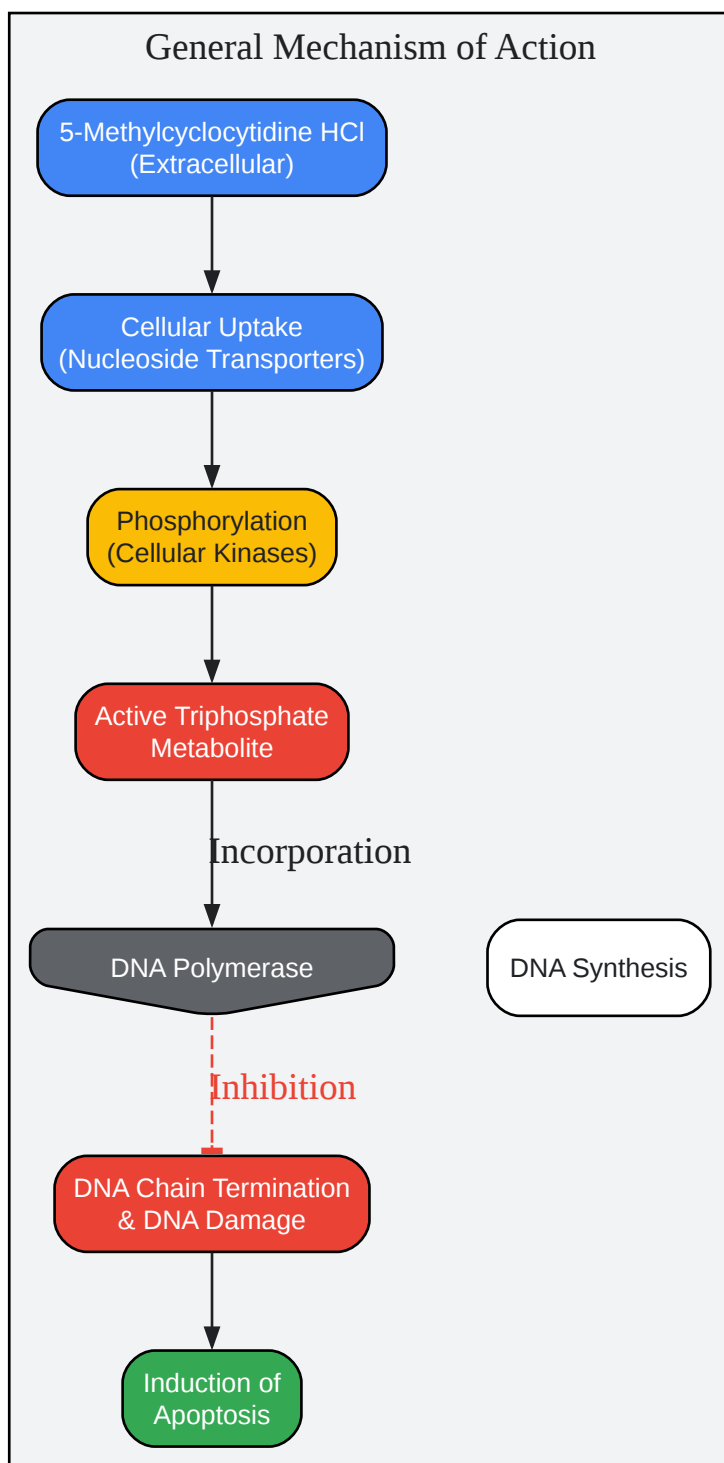 General Mechanism of Action
5-Methylcyclocytidine HCl
(Extracellular)
Cellular Uptake
(Nucleoside Transporters)
Phosphorylation
(Cellular Kinases)
Active Triphosphate
Metabolite
Incorporation
DNA Polymerase
DNA Synthesis
Inhibition
DNA Chain Termination
& DNA Damage
Induction of
Apoptosis